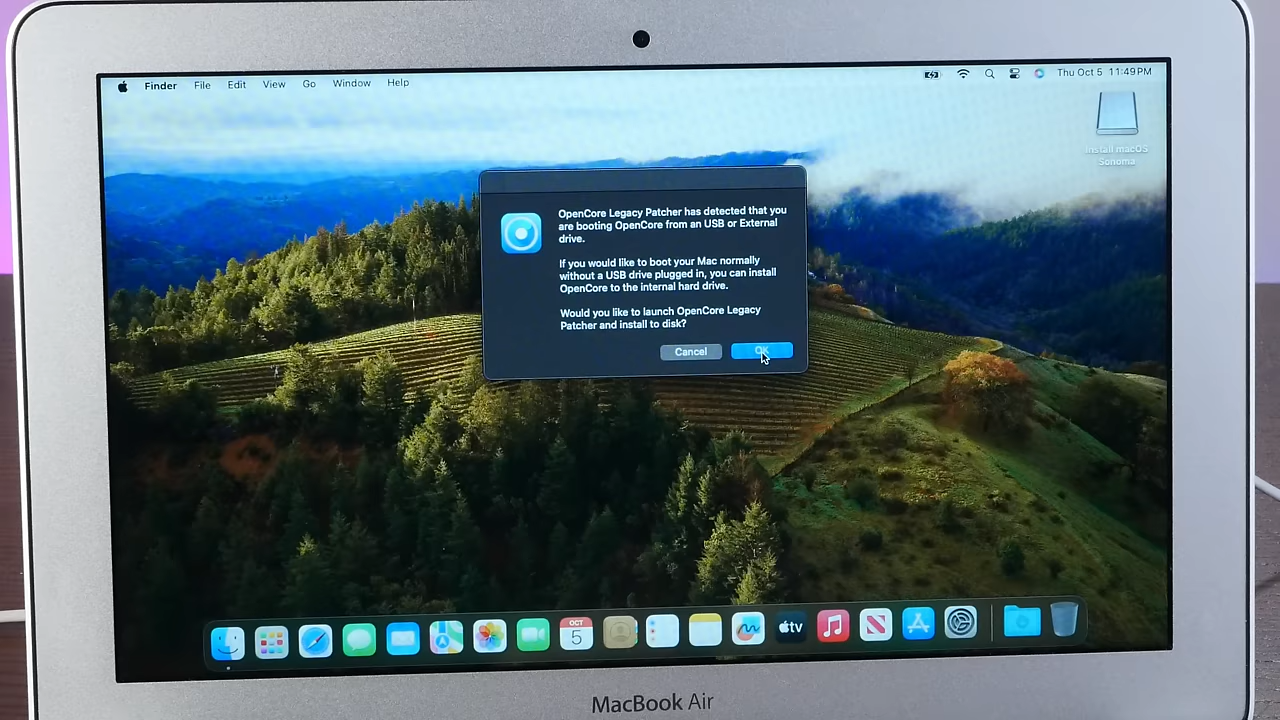 Finder File Edit View Go Window Help Thu Oct 5 11:49 PM
Install macOS
Sonoma
OpenCore Legacy Patcher has detected that you
are booting OpenCore from an USB or External
drive.
If you would like to boot your Mac normally
without a USB drive plugged in, you can install
OpenCore to the internal hard drive.
Would you like to launch OpenCore Legacy
Patcher and install to disk?
Cancel OK
OCT
5
tv
MacBook Air